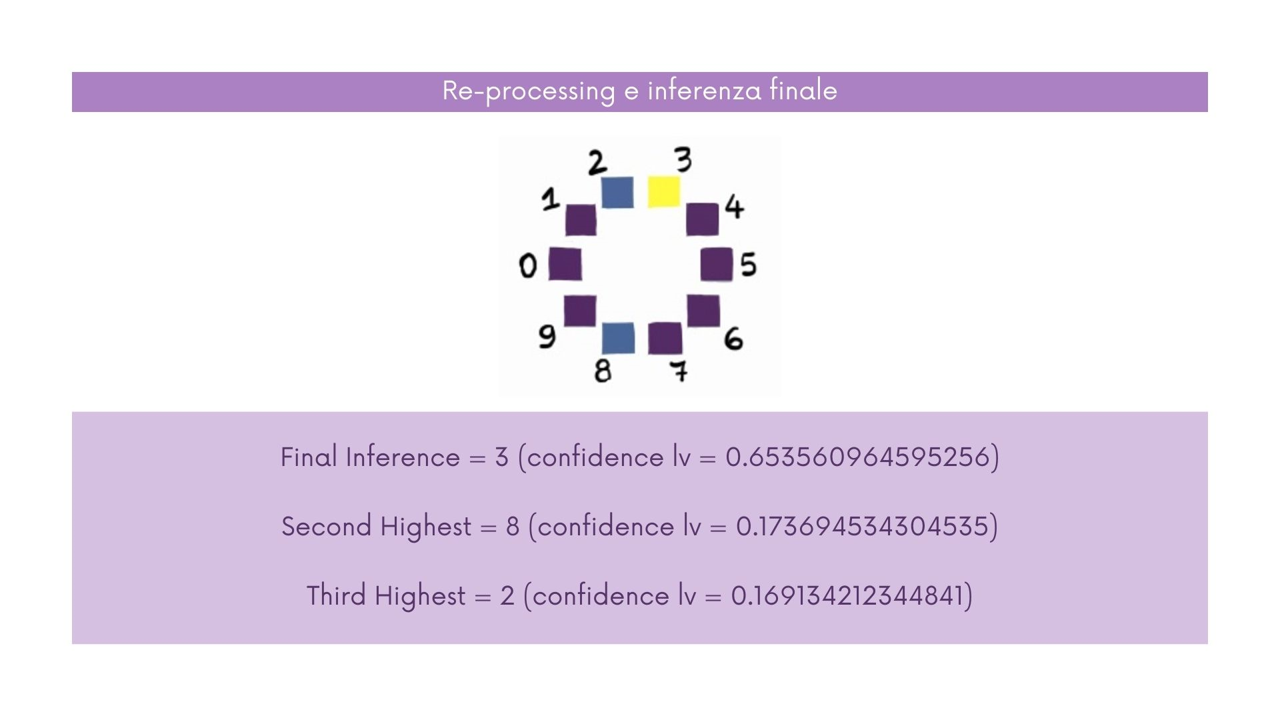 Re-processing e inferenza finale
2 3
1 4
0 5
9 6
8 7
Final Inference = 3 (confidence lv = 0.653560964595256)
Second Highest = 8 (confidence lv = 0.173694534304535)
Third Highest = 2 (confidence lv = 0.169134212344841)